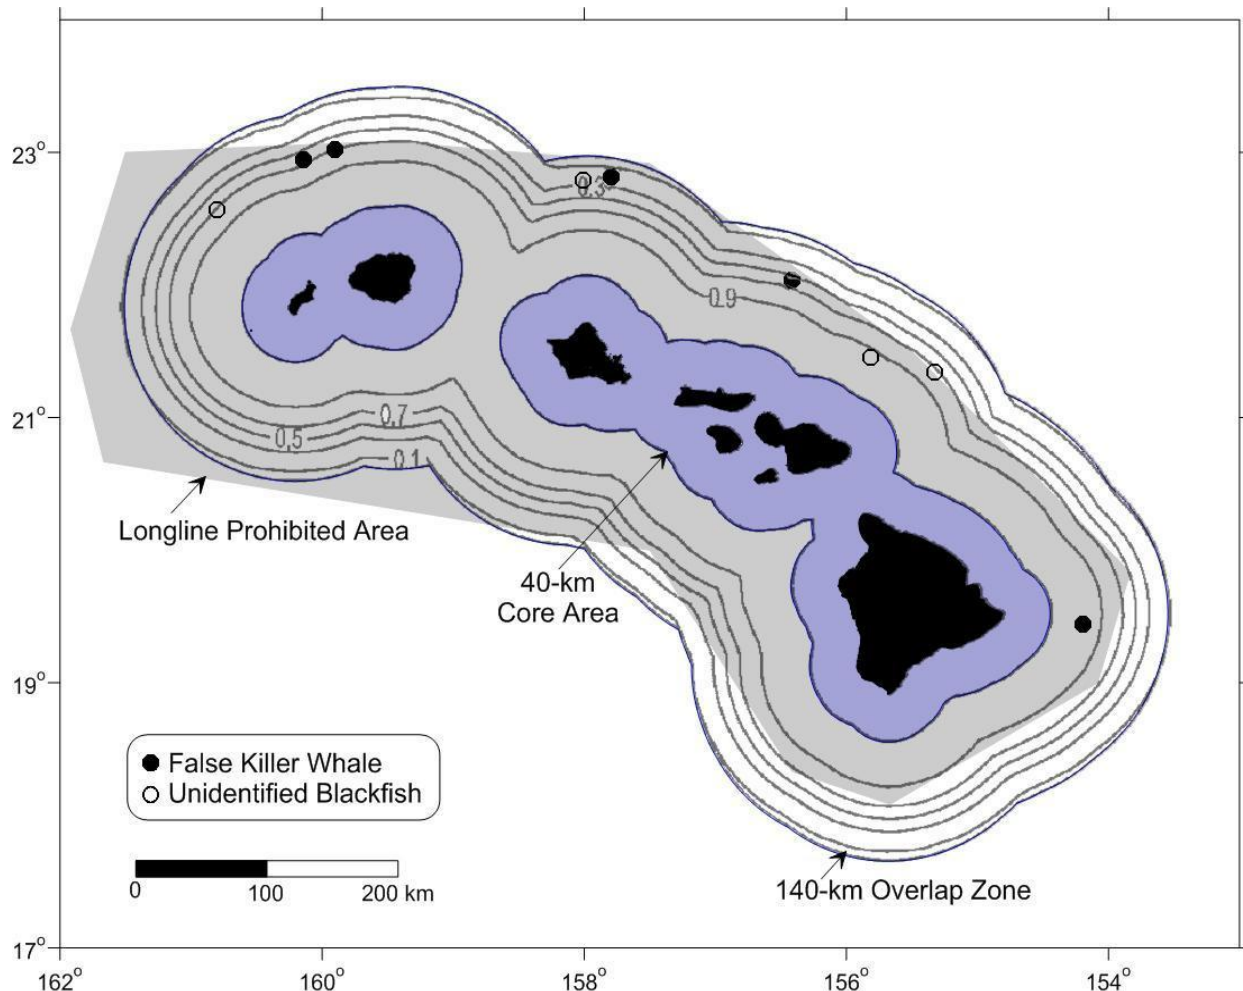 23°
0.3
0.9
21°
0.7
0.5
0.1
Longline Prohibited Area
40-km
Core Area
19°
False Killer Whale
Unidentified Blackfish
0
100
200 km
140-km Overlap Zone
17°
162°
160°
158°
156°
154°